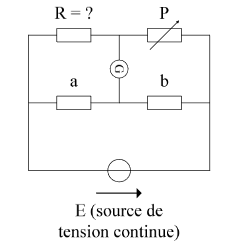 R = ?
P
G
a
b
E (source de
tension continue)